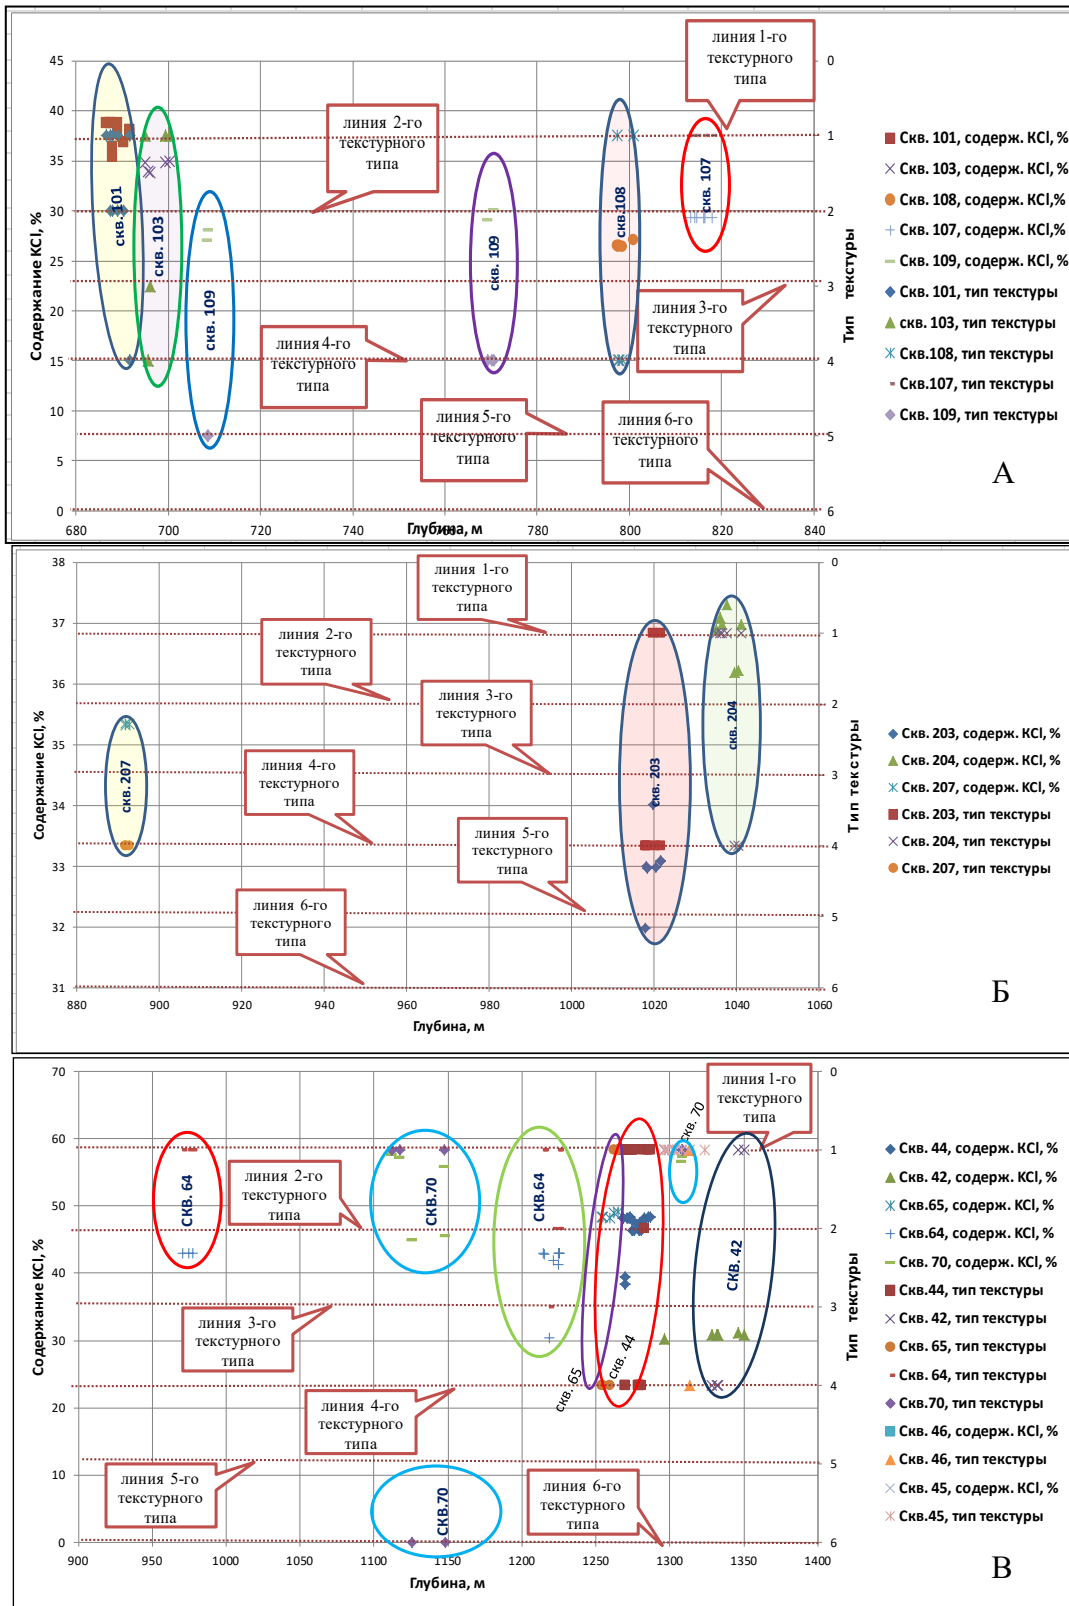 линия 1-го
текстурного
типа
линия 2-го
текстурного
типа
45
40
35
30
25
20
15
10
5
0
Содержание KCl, %
0
1
2
3
4
5
6
Тип текстуры
скв. 101
скв. 103
скв. 109
скв. 109
скв.108
скв. 107
линия 3-го
текстурного
типа
линия 4-го
текстурного
типа
линия 5-го
текстурного
типа
линия 6-го
текстурного
типа
680 700 720 740 760 780 800 820 840
Глубина, м
Скв. 101, содерж. KCl, %
Скв. 103, содерж. KCl, %
Скв. 108, содерж. KCl,%
Скв. 107, содерж. KCl,%
Скв. 109, содерж. KCl, %
Скв. 101, тип текстуры
скв. 103, тип текстуры
Скв.108, тип текстуры
Скв.107, тип текстуры
Скв. 109, тип текстуры
А
38
37
36
35
34
33
32
31
Содержание KCl, %
0
1
2
3
4
5
6
Тип текстуры
линия 1-го
текстурного
типа
линия 2-го
текстурного
типа
линия 3-го
текстурного
типа
линия 4-го
текстурного
типа
линия 5-го
текстурного
типа
линия 6-го
текстурного
типа
скв. 207
скв. 203
скв. 204
880 900 920 940 960 980 1000 1020 1040 1060
Глубина, м
Скв. 203, содерж. KCl, %
Скв. 204, содерж. KCl, %
Скв. 207, содерж. KCl, %
Скв. 203, тип текстуры
Скв. 204, тип текстуры
Скв. 207, тип текстуры
Б
70
60
50
40
30
20
10
0
Содержание KCl, %
0
1
2
3
4
5
6
Тип текстуры
линия 1-го
текстурного
типа
линия 2-го
текстурного
типа
линия 3-го
текстурного
типа
линия 4-го
текстурного
типа
линия 5-го
текстурного
типа
линия 6-го
текстурного
типа
СКВ. 64
СКВ.70
СКВ.64
скв. 65
скв. 44
скв. 70
СКВ. 42
СКВ.70
900 950 1000 1050 1100 1150 1200 1250 1300 1350 1400
Глубина, м
Скв. 44, содерж. KCl, %
Скв. 42, содерж. KCl, %
Скв.65, содерж. KCl, %
Скв.64, содерж. KCl, %
Скв. 70, содерж. KCl, %
Скв.44, тип текстуры
Скв. 42, тип текстуры
Скв. 65, тип текстуры
Скв. 64, тип текстуры
Скв.70, тип текстуры
Скв. 46, содерж. KCl, %
Скв. 46, тип текстуры
Скв. 45, содерж. KCl, %
Скв.45, тип текстуры
В